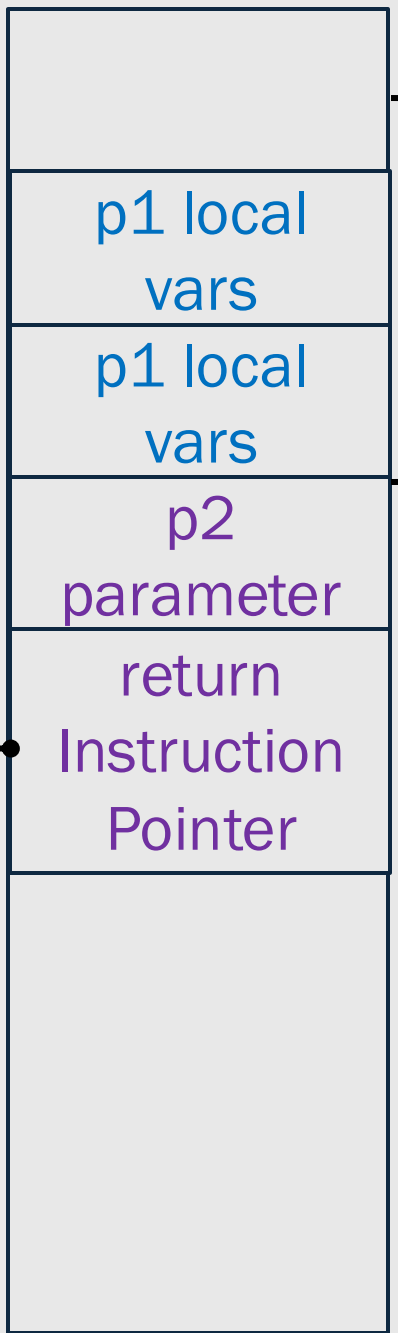 p1 local
vars
p1 local
vars
p2
parameter
return
Instruction
Pointer